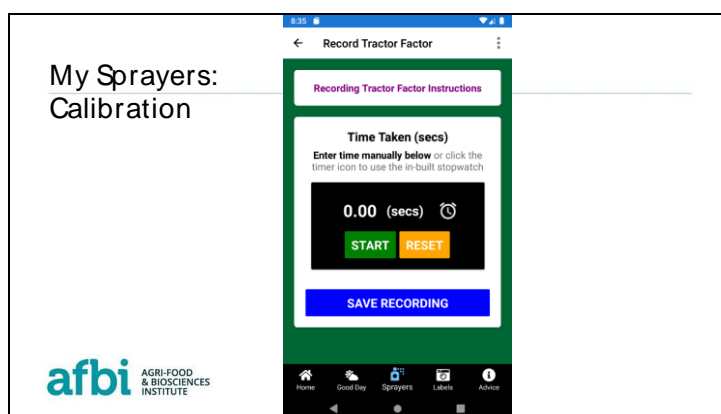 My Sprayers:
Calibration
8:35
Record Tractor Factor
Recording Tractor Factor Instructions
Time Taken (secs)
Enter time manually below or click the
timer icon to use the in-built stopwatch
0.00 (secs)
START RESET
SAVE RECORDING
Home Good Day Sprayers Labels Advice
afbi AGRI-FOOD
& BIOSCIENCES
INSTITUTE